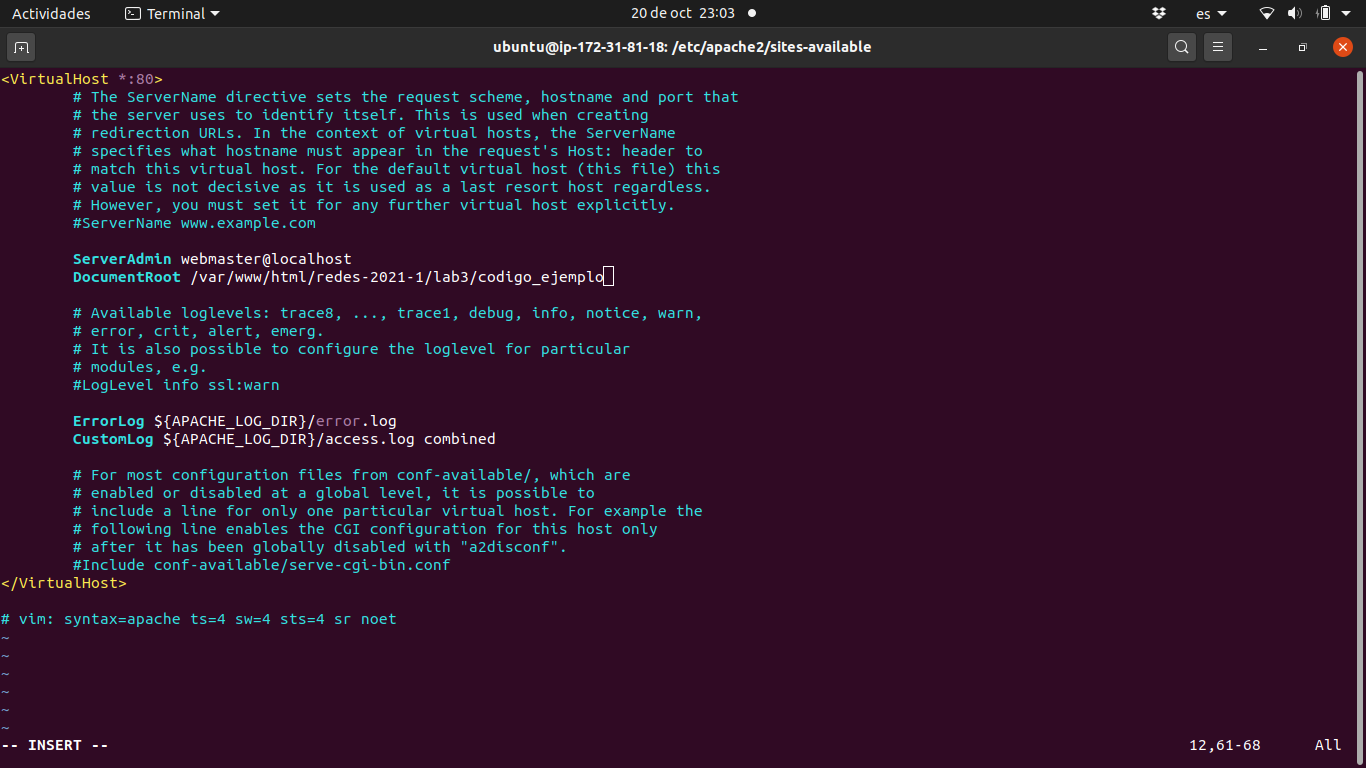 Actividades Terminal 20 de oct 23:03 es
ubuntu@ip-172-31-81-18: /etc/apache2/sites-available
<VirtualHost *:80>
        # The ServerName directive sets the request scheme, hostname and port that
        # the server uses to identify itself. This is used when creating
        # redirection URLs. In the context of virtual hosts, the ServerName
        # specifies what hostname must appear in the request's Host: header to
        # match this virtual host. For the default virtual host (this file) this
        # value is not decisive as it is used as a last resort host regardless.
        # However, you must set it for any further virtual host explicitly.
        #ServerName www.example.com

        ServerAdmin webmaster@localhost
        DocumentRoot /var/www/html/redes-2021-1/lab3/codigo_ejemplo

        # Available loglevels: trace8, ..., trace1, debug, info, notice, warn,
        # error, crit, alert, emerg.
        # It is also possible to configure the loglevel for particular
        # modules, e.g.
        #LogLevel info ssl:warn

        ErrorLog ${APACHE_LOG_DIR}/error.log
        CustomLog ${APACHE_LOG_DIR}/access.log combined

        # For most configuration files from conf-available/, which are
        # enabled or disabled at a global level, it is possible to
        # include a line for only one particular virtual host. For example the
        # following line enables the CGI configuration for this host only
        # after it has been globally disabled with "a2disconf".
        #Include conf-available/serve-cgi-bin.conf
</VirtualHost>

# vim: syntax=apache ts=4 sw=4 sts=4 sr noet
~
~
~
~
~
~
-- INSERT -- 12,61-68 All